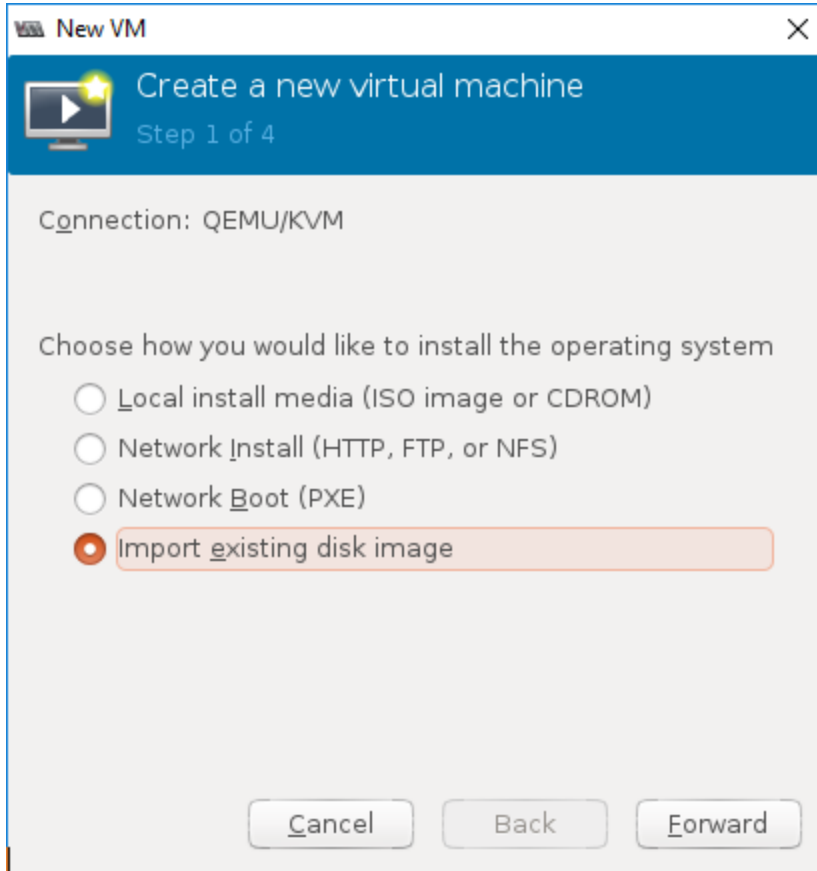 New VM
Create a new virtual machine
Step 1 of 4
Connection: QEMU/KVM
Choose how you would like to install the operating system
Local install media (ISO image or CDROM)
Network Install (HTTP, FTP, or NFS)
Network Boot (PXE)
Import existing disk image
Cancel Back Forward